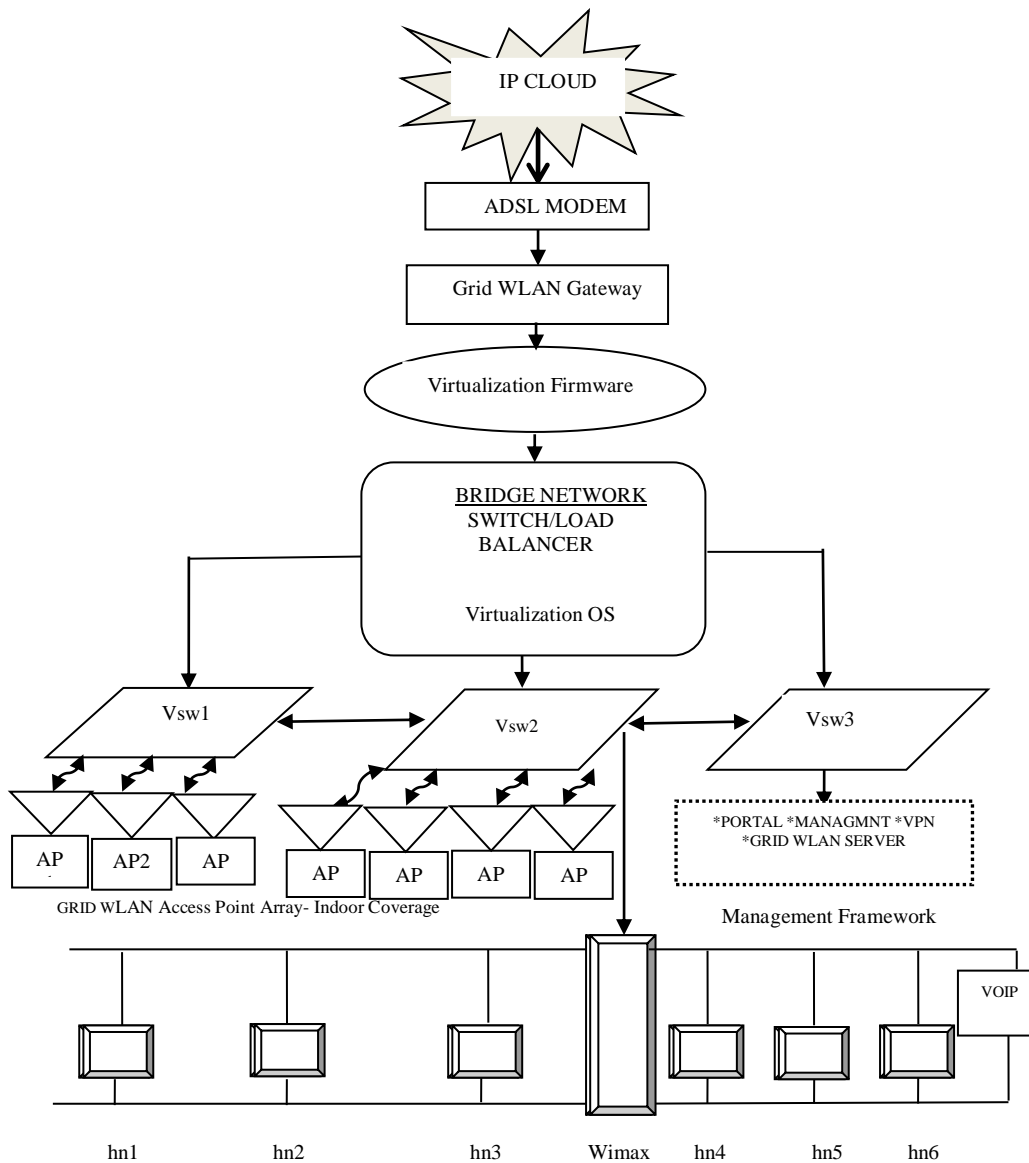 IP CLOUD
ADSL MODEM
Grid WLAN Gateway
Virtualization Firmware
BRIDGE NETWORK
SWITCH/LOAD
BALANCER
Virtualization OS
Vsw1
Vsw2
Vsw3
*PORTAL *MANAGMNT *VPN
*GRID WLAN SERVER
AP
AP2
AP
AP
AP
AP
AP
GRID WLAN Access Point Array- Indoor Coverage
Management Framework
VOIP
hn1
hn2
hn3
Wimax
hn4
hn5
hn6